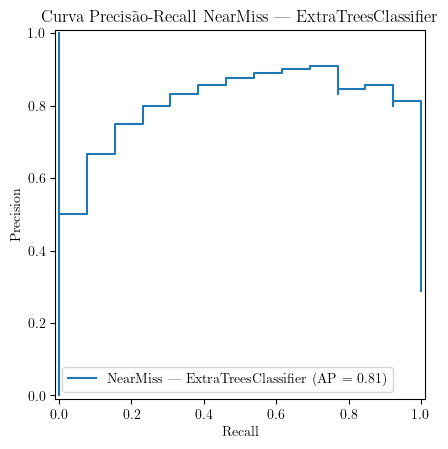 Curva Precisão-Recall NearMiss — ExtraTreesClassifier
1.0
0.8
0.6
0.4
0.2
0.0
Precision
NearMiss — ExtraTreesClassifier (AP = 0.81)
0.0 0.2 0.4 0.6 0.8 1.0
Recall